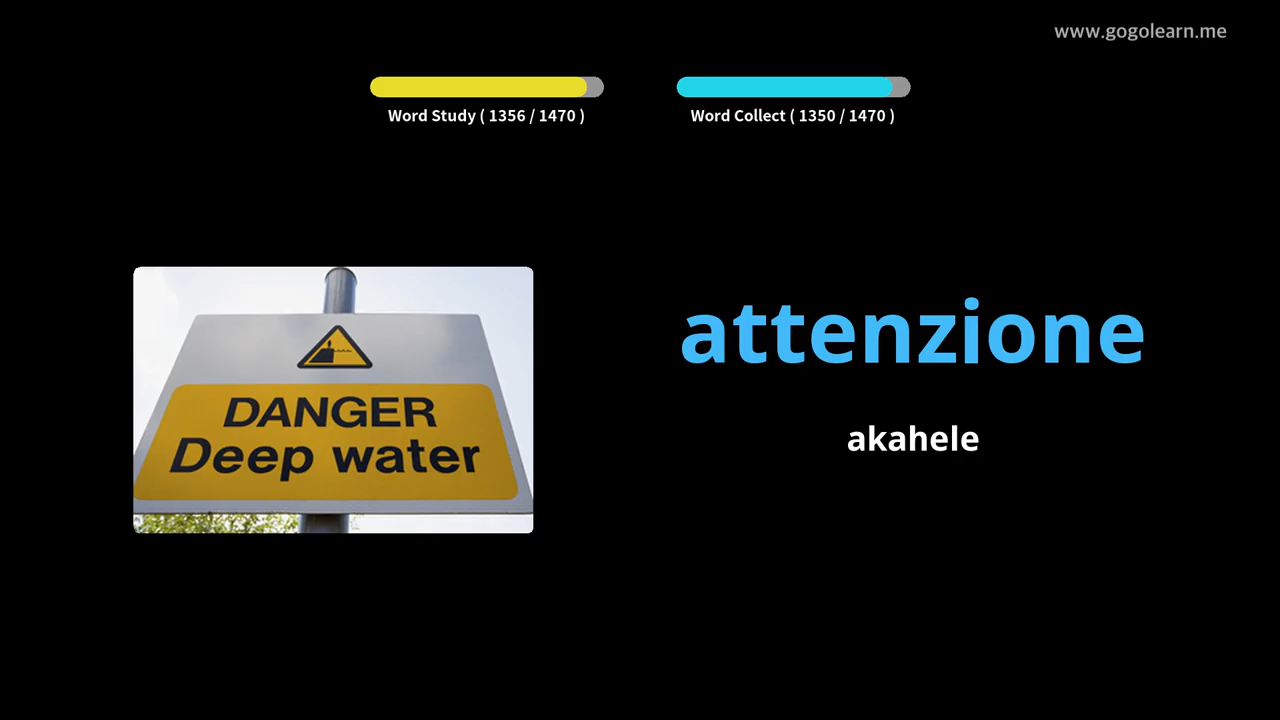 www.gogolearn.me
Word Study ( 1356 / 1470 )
Word Collect ( 1350 / 1470 )
DANGER
Deep water
attenzione
akahele